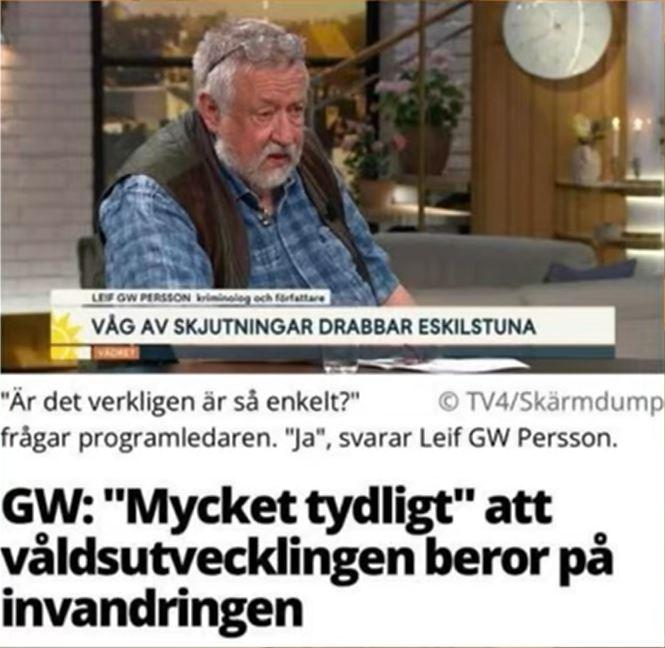 LEIF GW PERSSON kriminolog och författare
VÅG AV SKJUTNINGAR DRABBAR ESKILSTUNA
VÄDRET
"Är det verkligen är så enkelt?" © TV4/Skärmdump
frågar programledaren. "Ja", svarar Leif GW Persson.
GW: "Mycket tydligt" att
våldsutvecklingen beror på
invandringen